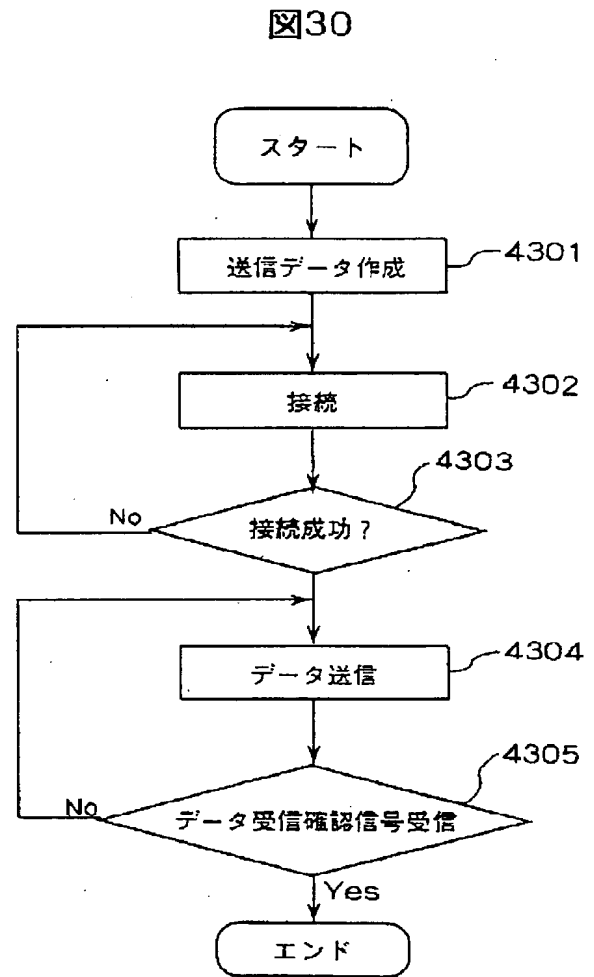 図30
スタート
送信データ作成
4301
接続
4302
4303
接続成功?
No
データ送信
4304
4305
データ受信確認信号受信
No
Yes
エンド